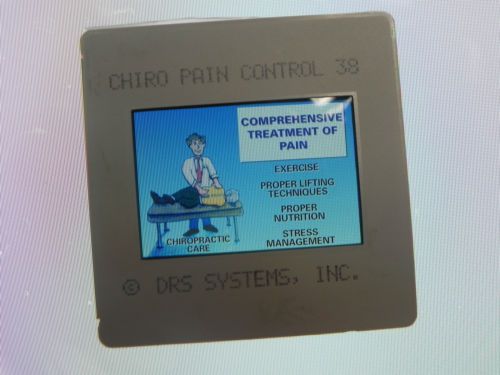 CHIRO PAIN CONTROL 38
COMPREHENSIVE
TREATMENT OF
PAIN
EXERCISE
PROPER LIFTING
TECHNIQUES
PROPER
NUTRITION
STRESS
MANAGEMENT
CHIROPRACTIC
CARE
© DRS SYSTEMS, INC.